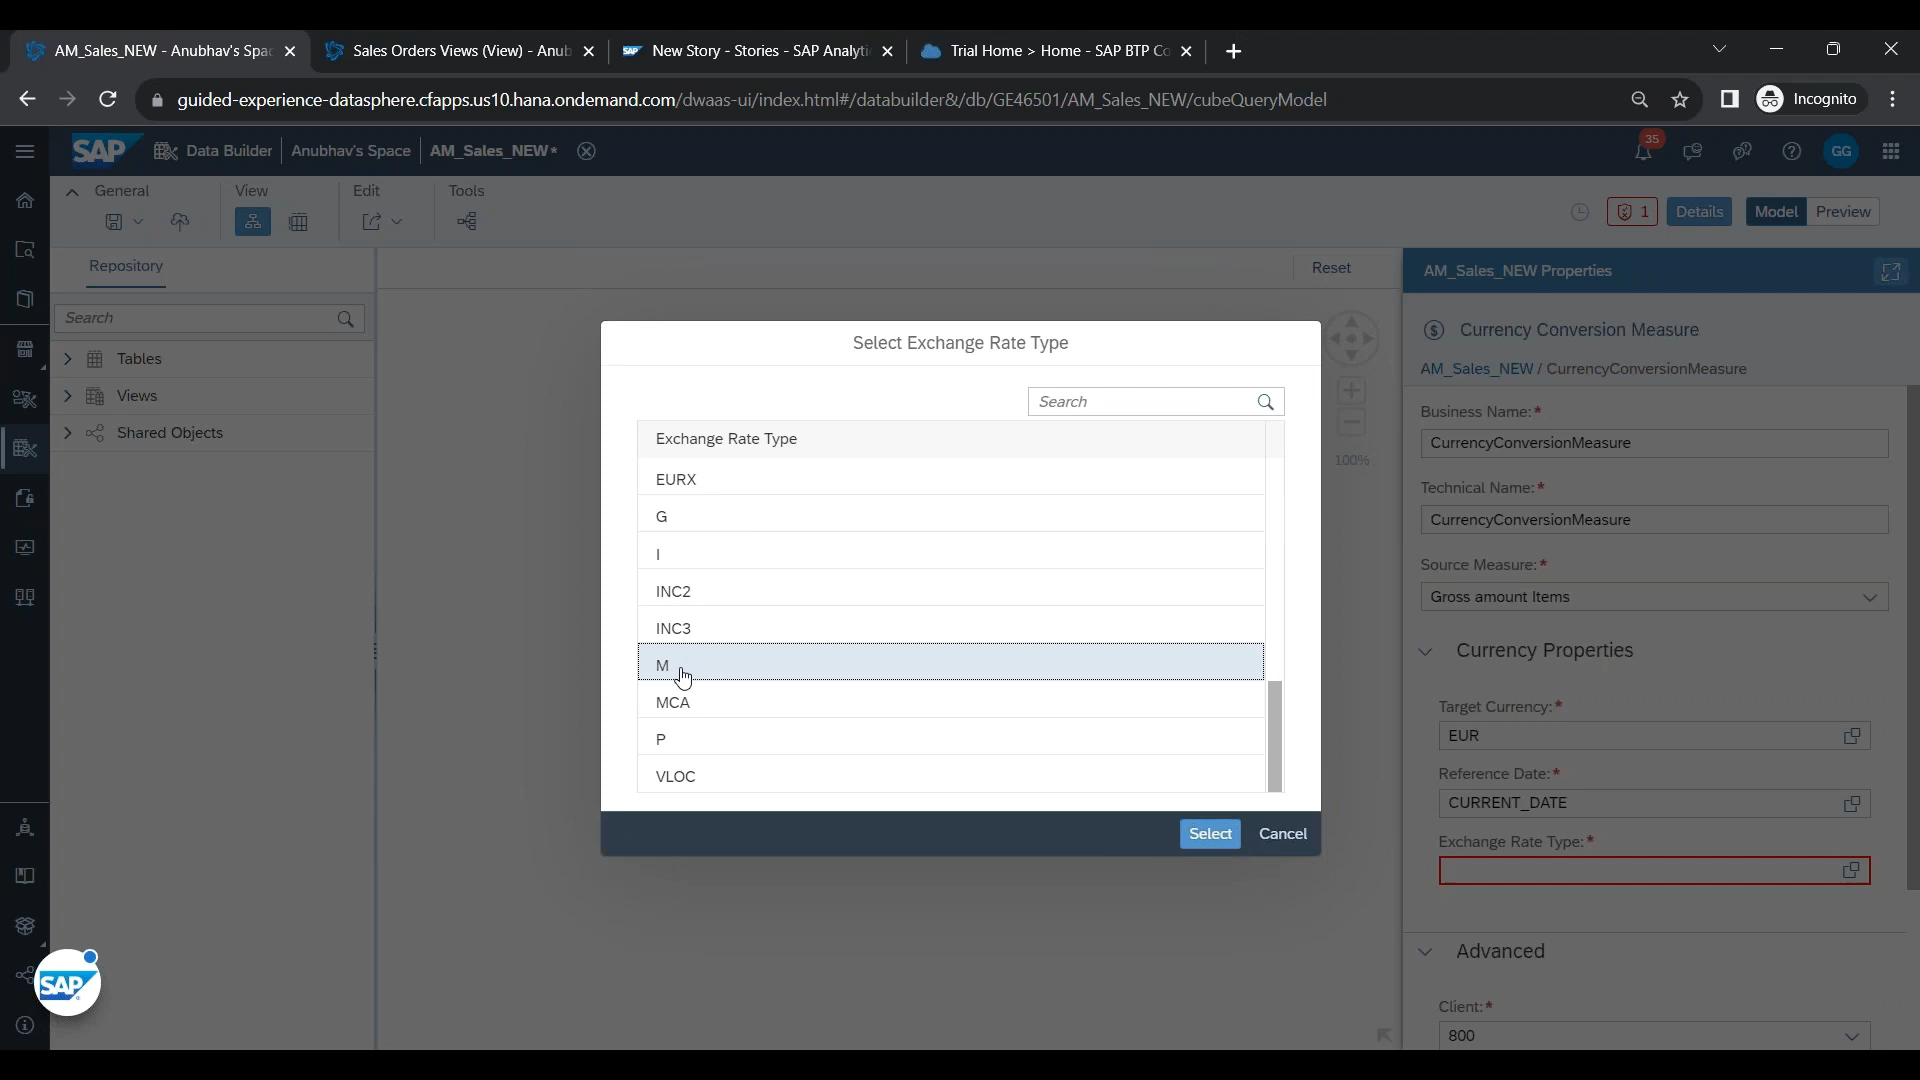 AM_Sales_NEW - Anubhav's Spa
Sales Orders Views (View) - Anub
SAP New Story - Stories - SAP Analyti
Trial Home > Home - SAP BTP Co
guided-experience-datasphere.cfapps.us10.hana.ondemand.com/dwaas-ui/index.html#/databuilder&/db/GE46501/AM_Sales_NEW/cubeQueryModel
Incognito
SAP Data Builder Anubhav's Space AM_Sales_NEW*
35
GG
General View Edit Tools
1 Details Model Preview
Repository
Reset
Search
Tables
Views
Shared Objects
100%
Select Exchange Rate Type
Search
Exchange Rate Type
EURX
G
I
INC2
INC3
M
MCA
P
VLOC
Select Cancel
AM_Sales_NEW Properties
Currency Conversion Measure
AM_Sales_NEW / CurrencyConversionMeasure
Business Name:*
CurrencyConversionMeasure
Technical Name:*
CurrencyConversionMeasure
Source Measure:*
Gross amount Items
Currency Properties
Target Currency:*
EUR
Reference Date:*
CURRENT_DATE
Exchange Rate Type:*
Advanced
Client:*
800
SAP